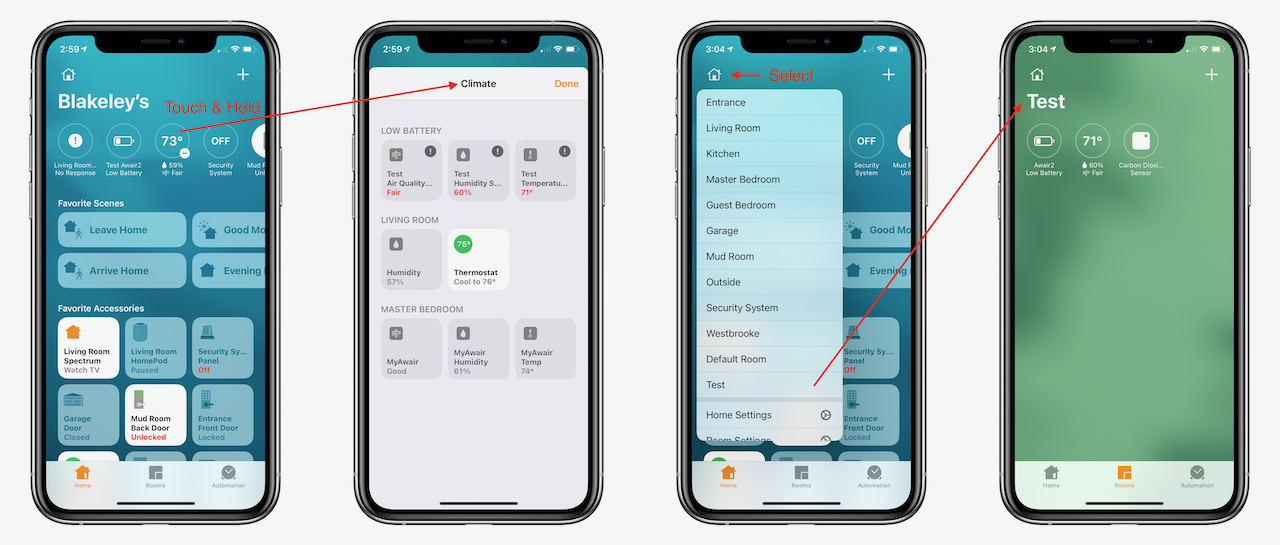 2:59
Blakeley's
Touch & Hold
73°
OFF
Living Room...
No Response
Test Awair2
Low Battery
59%
Fair
Security
System
Mud F
Unl
Favorite Scenes
Leave Home
Good Mo
Arrive Home
Evening
Favorite Accessories
Living Room
Spectrum
Watch TV
Living Room
HomePod
Paused
Security Sy...
Panel
Off
Garage
Door
Closed
Mud Room
Back Door
Unlocked
Entrance
Front Door
Locked
Home
Rooms
Automation
2:59
Climate
Done
LOW BATTERY
Test
Air Quality...
Fair
Test
Humidity S...
60%
Test
Temperatu...
71°
LIVING ROOM
Humidity
57%
75°
Thermostat
Cool to 76°
MASTER BEDROOM
MyAwair
Good
MyAwair
Humidity
61%
MyAwair
Temp
74°
3:04
Select
Entrance
Living Room
Kitchen
Master Bedroom
Guest Bedroom
Garage
Mud Room
Outside
Security System
Westbrooke
Default Room
Test
Home Settings
Room Settings
OFF
Security
System
Mud F
Unl
Good Mo
Evening
Security Sy...
Panel
Off
Entrance
Front Door
Locked
Home
Rooms
Automation
3:04
Test
71°
Awair2
Low Battery
60%
Fair
Carbon Dioxi...
Sensor
Home
Rooms
Automation